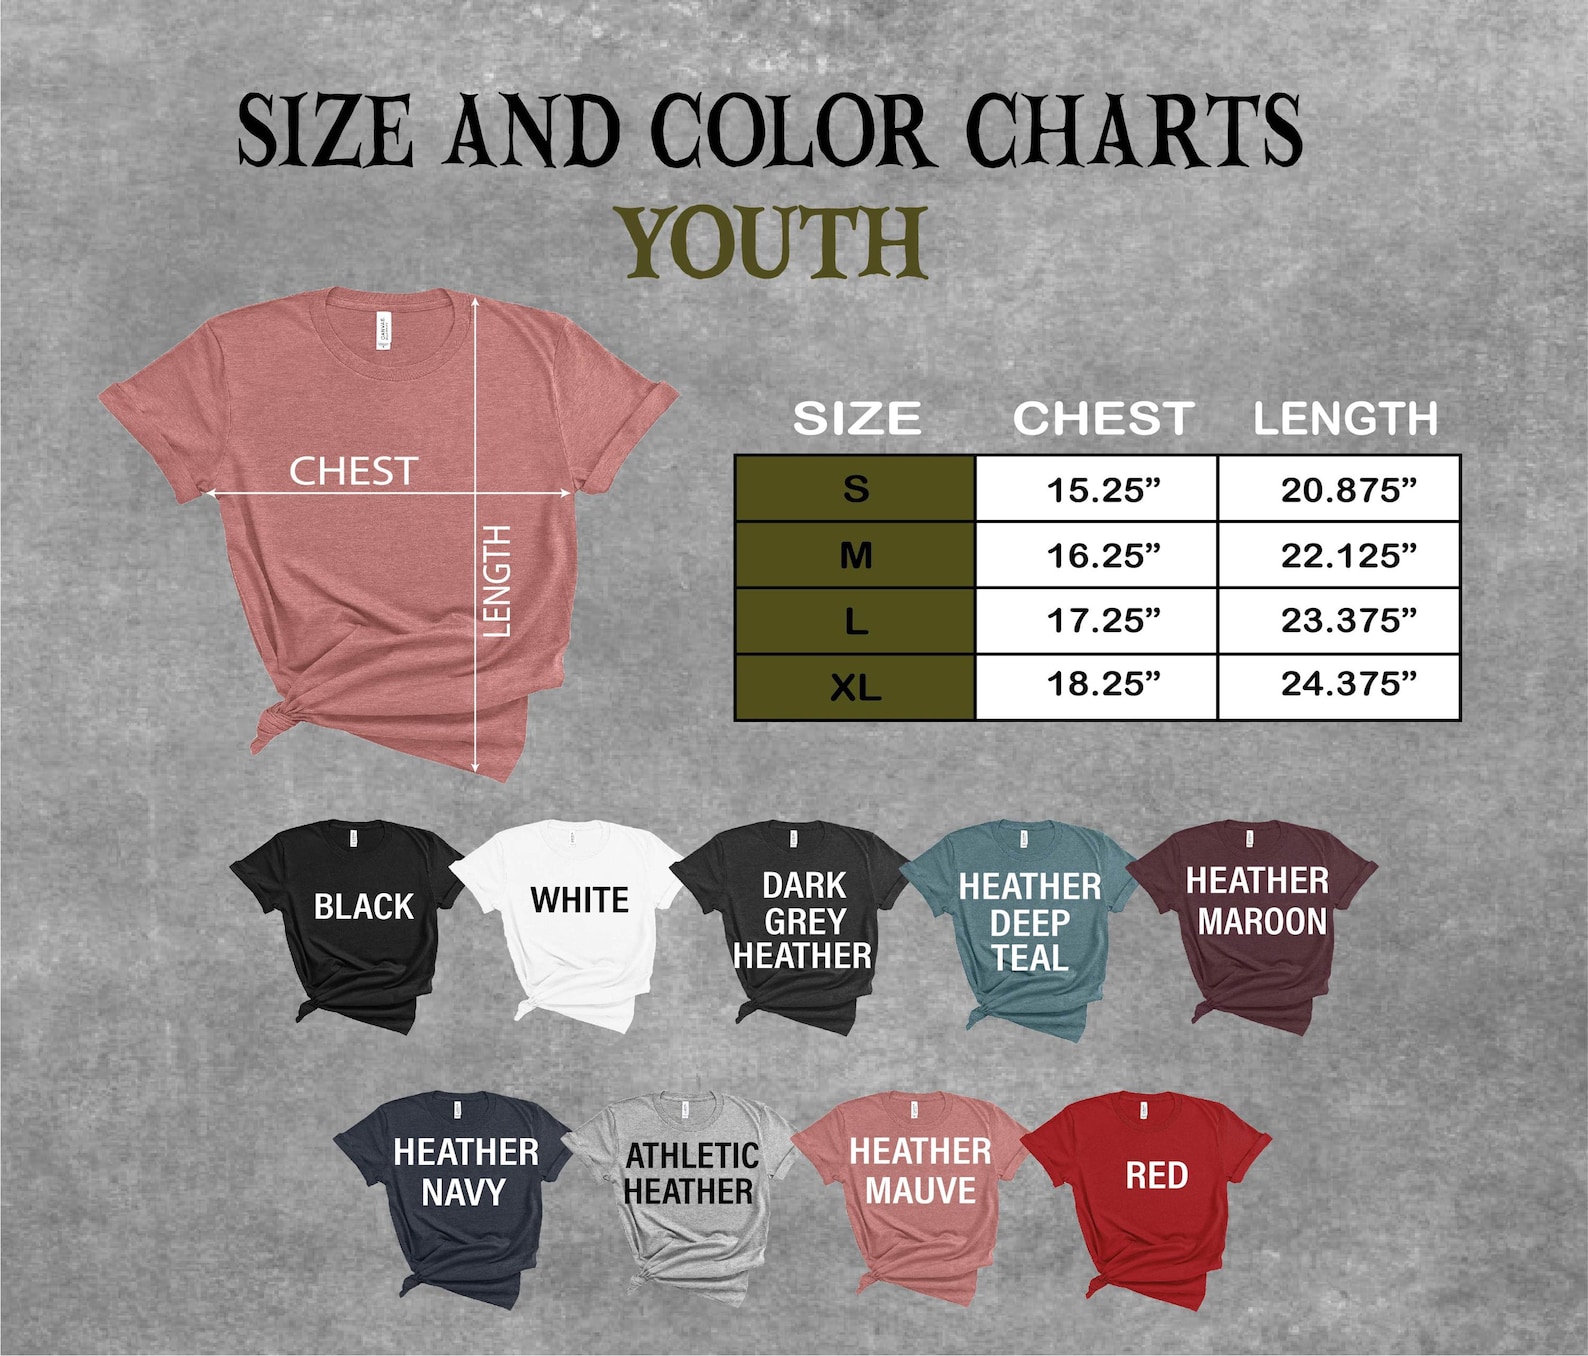 SIZE AND COLOR CHARTS
YOUTH
CANVAS
CHEST
LENGTH
SIZE CHEST LENGTH
S 15.25” 20.875”
M 16.25” 22.125”
L 17.25” 23.375”
XL 18.25” 24.375”
BLACK
WHITE
DARK
GREY
HEATHER
HEATHER
DEEP
TEAL
HEATHER
MAROON
HEATHER
NAVY
ATHLETIC
HEATHER
HEATHER
MAUVE
RED